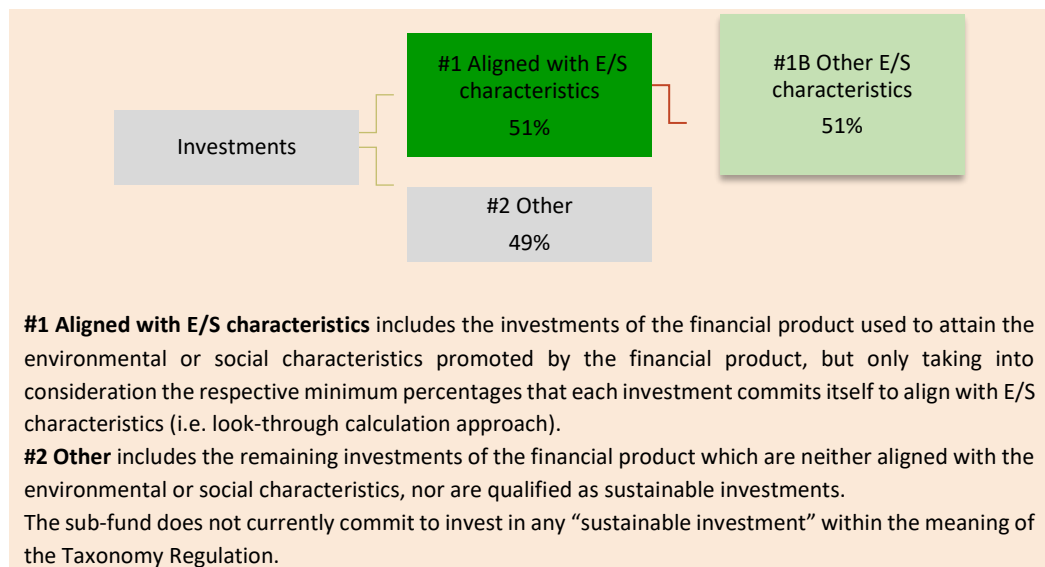 #1 Aligned with E/S
characteristics
51%
#1B Other E/S
characteristics
51%
Investments
#2 Other
49%
#1 Aligned with E/S characteristics includes the investments of the financial product used to attain the
environmental or social characteristics promoted by the financial product, but only taking into
consideration the respective minimum percentages that each investment commits itself to align with E/S
characteristics (i.e. look-through calculation approach).
#2 Other includes the remaining investments of the financial product which are neither aligned with the
environmental or social characteristics, nor are qualified as sustainable investments.
The sub-fund does not currently commit to invest in any “sustainable investment” within the meaning of
the Taxonomy Regulation.